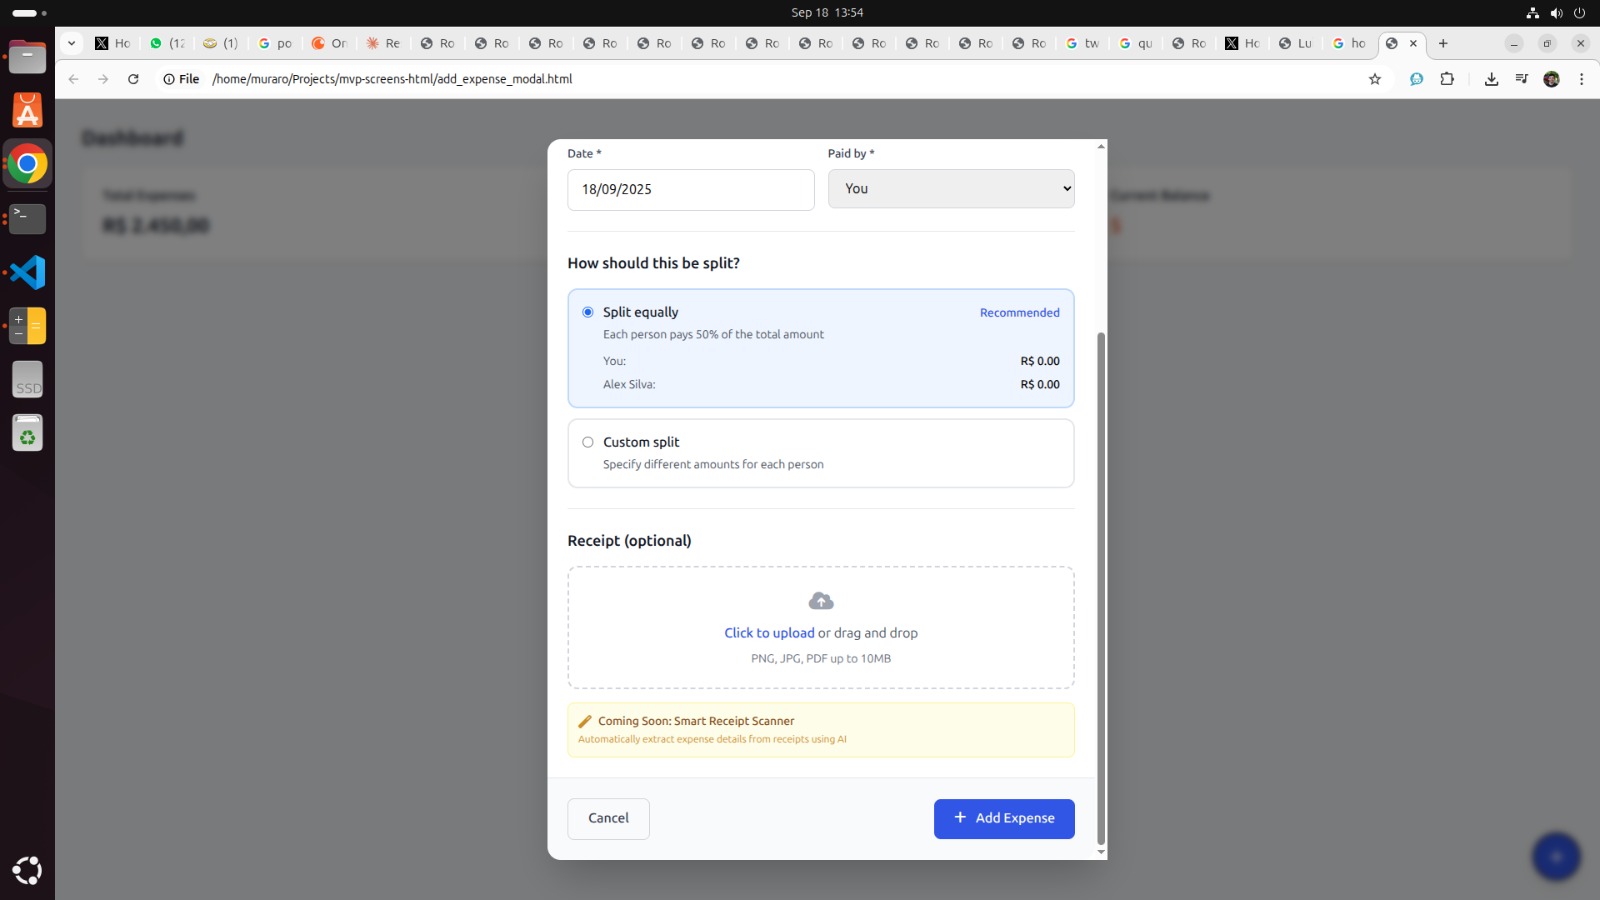 Sep 18 13:54
Ho
(12
(1)
po
Or
Re
Ro
Ro
Ro
Ro
Ro
Ro
Ro
Ro
Ro
Ro
Ro
Ro
tw
qu
Ro
Ho
Lu
ho
File /home/muraro/Projects/mvp-screens-html/add_expense_modal.html
Dashboard
Total Expenses
R$ 2.450,00
Current Balance
Date *
Paid by *
18/09/2025
You
How should this be split?
Split equally
Recommended
Each person pays 50% of the total amount
You:
R$ 0.00
Alex Silva:
R$ 0.00
Custom split
Specify different amounts for each person
Receipt (optional)
Click to upload or drag and drop
PNG, JPG, PDF up to 10MB
Coming Soon: Smart Receipt Scanner
Automatically extract expense details from receipts using AI
Cancel
+ Add Expense
SSD